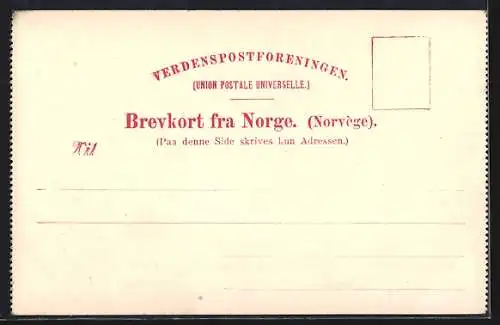 VERDENSPOSTFORENINGEN.
(UNION POSTALE UNIVERSELLE.)
Brevkort fra Norge. (Norvège).
(Paa denne Side skrives kun Adressen.)
Til